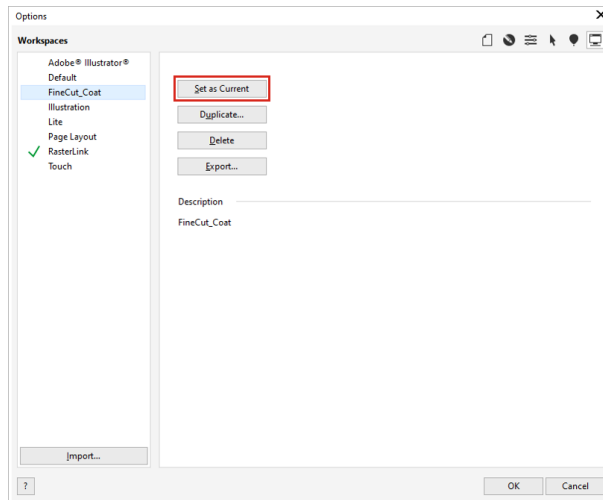 Options
Workspaces
Adobe® Illustrator®
Default
FineCut_Coat
Illustration
Lite
Page Layout
RasterLink
Touch
Import...
Set as Current
Duplicate...
Delete
Export...
Description
FineCut_Coat
?
OK
Cancel